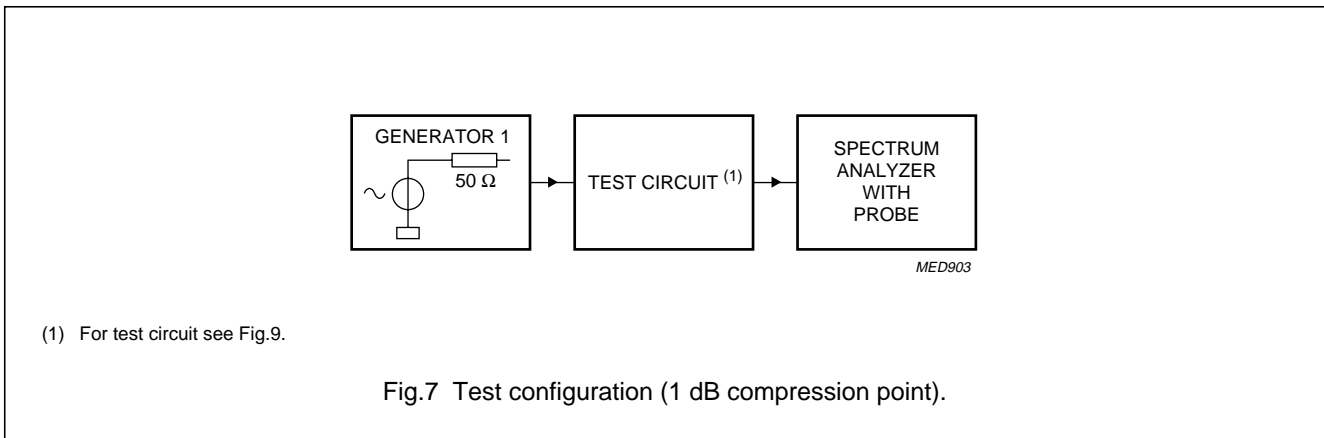 GENERATOR 1
50 Ω
TEST CIRCUIT (1)
SPECTRUM
ANALYZER
WITH
PROBE
MED903
(1) For test circuit see Fig.9.
Fig.7 Test configuration (1 dB compression point).